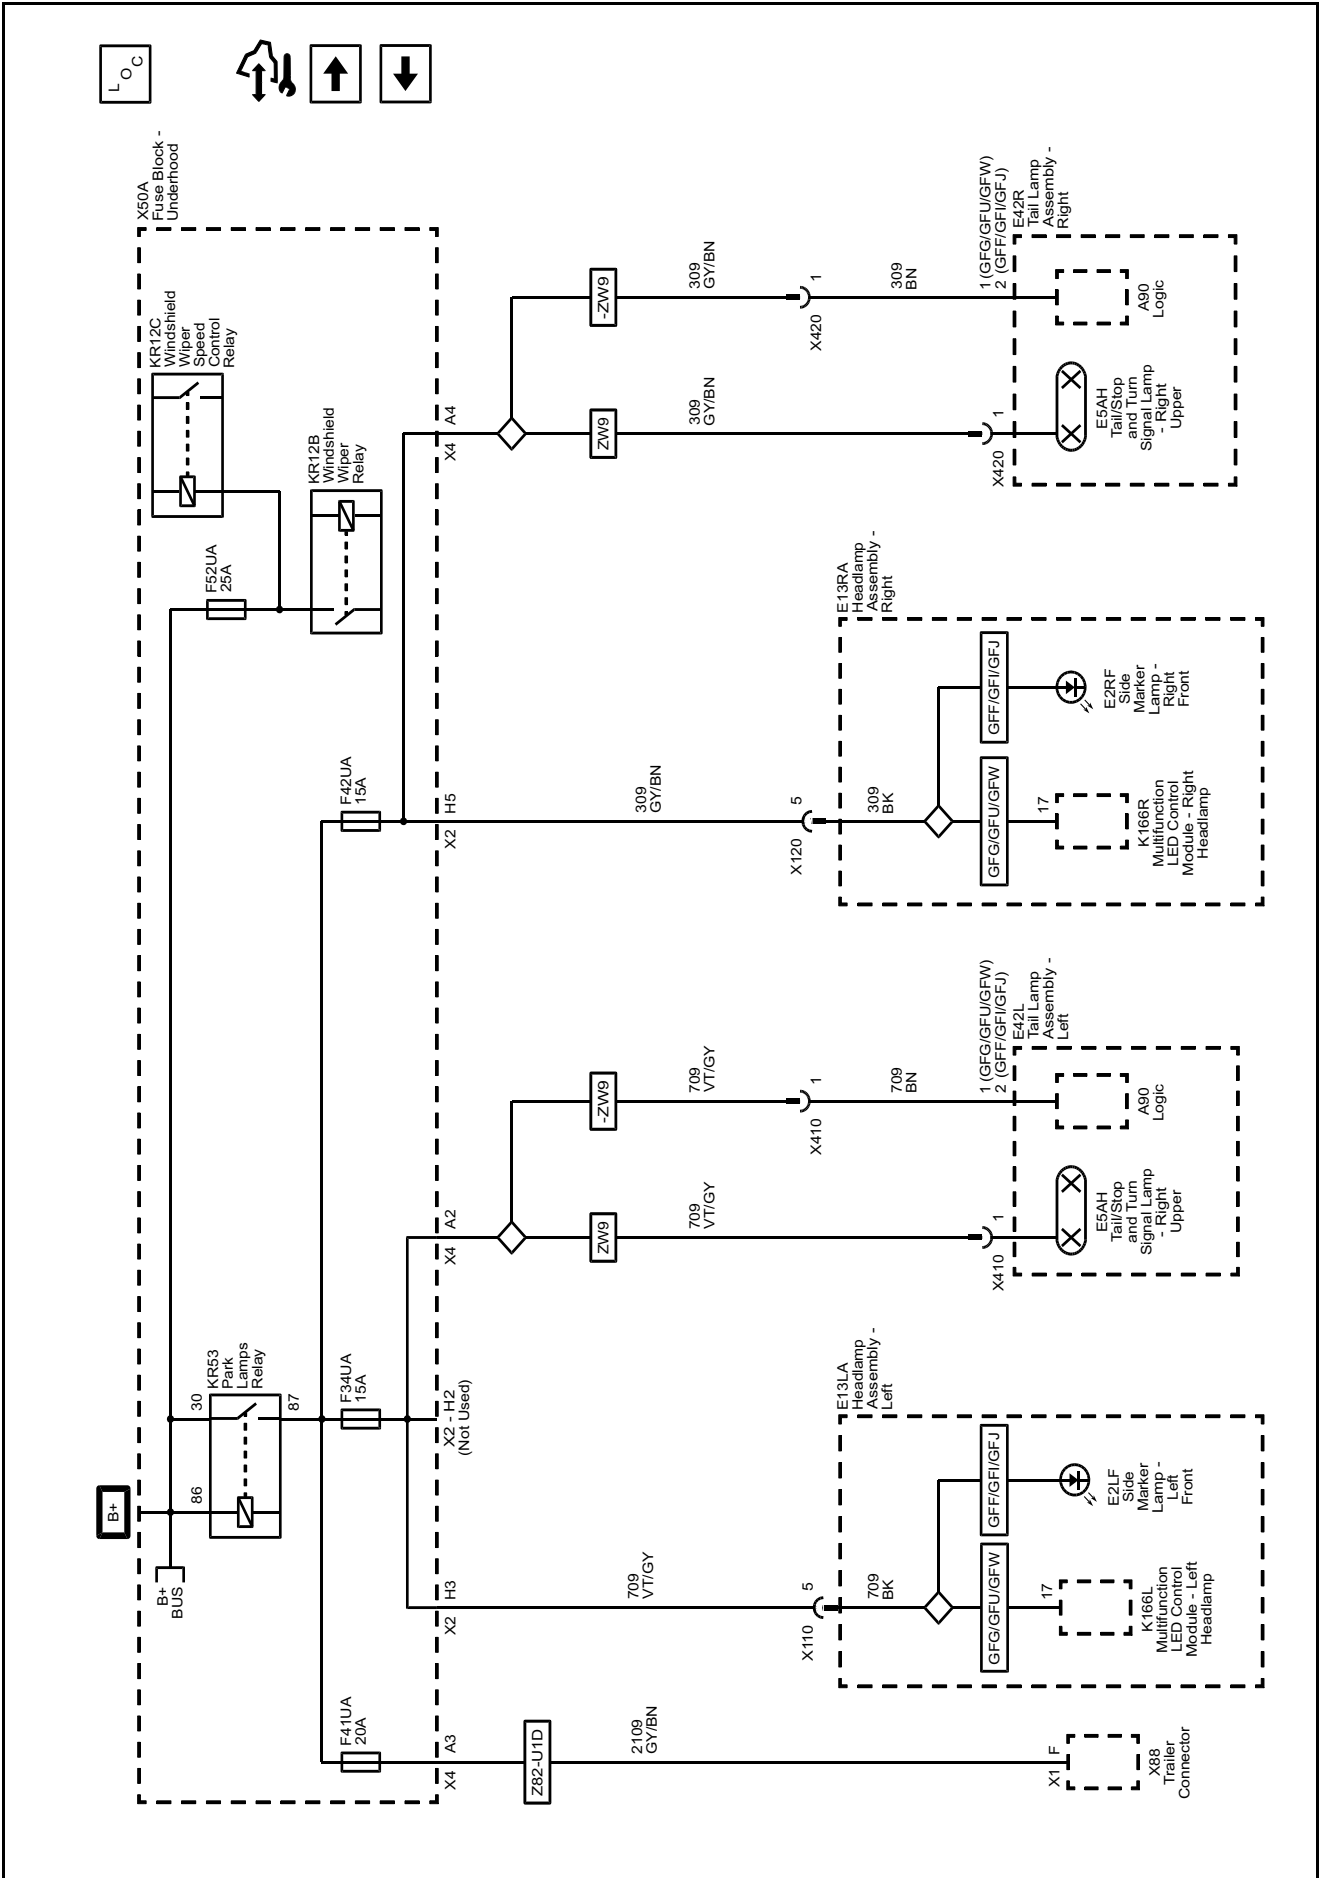 L
O
C
X50A
Fuse Block -
Underhood
B+
B+
BUS
86
30
KR53
Park
Lamps
Relay
87
F52UA
25A
KR12B
Windshield
Wiper
Relay
KR12C
Windshield
Wiper
Speed
Control
Relay
F41UA
20A
F34UA
15A
F42UA
15A
X4
A3
X2
H3
X2 - H2
(Not Used)
X4
A2
X2
H5
X4
A4
Z82-U1D
2109
GY/BN
X1
F
X88
Trailer
Connector
709
VT/GY
X110
5
E13LA
Headlamp
Assembly -
Left
709
BK
GFG/GFU/GFW
GFF/GFI/GFJ
17
K166L
Multifunction
LED Control
Module - Left
Headlamp
E2LF
Side
Marker
Lamp -
Left
Front
ZW9
-ZW9
709
VT/GY
709
VT/GY
X410
1
X410
1
709
BN
1 (GFG/GFU/GFW)
2 (GFF/GFI/GFJ)
E42L
Tail Lamp
Assembly -
Left
E5AH
Tail/Stop
and Turn
Signal Lamp
- Right
Upper
A90
Logic
309
GY/BN
X120
5
E13RA
Headlamp
Assembly -
Right
309
BK
GFG/GFU/GFW
GFF/GFI/GFJ
17
K166R
Multifunction
LED Control
Module - Right
Headlamp
E2RF
Side
Marker
Lamp -
Right
Front
ZW9
-ZW9
309
GY/BN
309
GY/BN
X420
1
X420
1
309
BN
1 (GFG/GFU/GFW)
2 (GFF/GFI/GFJ)
E42R
Tail Lamp
Assembly -
Right
E5AH
Tail/Stop
and Turn
Signal Lamp
- Right
Upper
A90
Logic